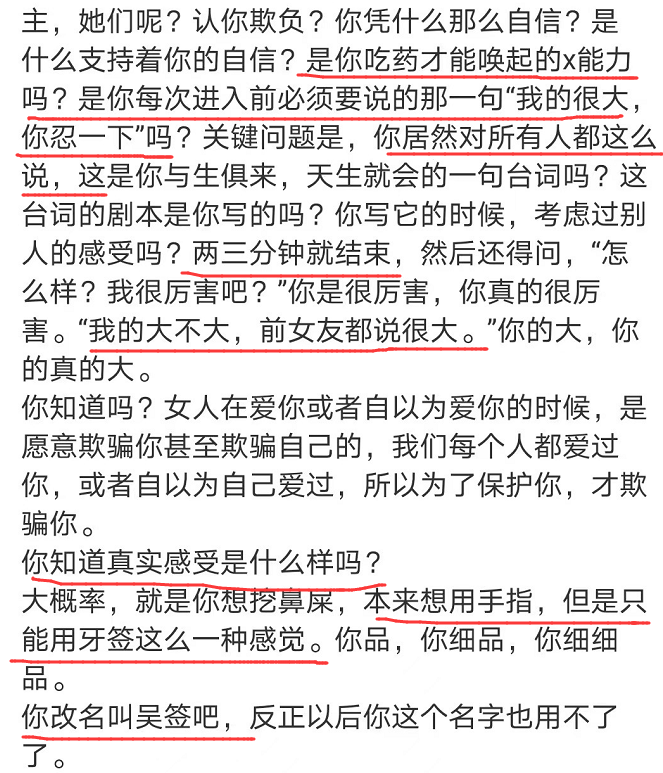 主，她们呢？认你欺负？你凭什么那么自信？是
什么支持着你的自信？是你吃药才能唤起的x能力
吗？是你每次进入前必须要说的那一句“我的很大，
你忍一下”吗？关键问题是，你居然对所有人都这么
说，这是你与生俱来，天生就会的一句台词吗？这
台词的剧本是你写的吗？你写它的时候，考虑过别
人的感受吗？两三分钟就结束，然后还得问，“怎
么样？我很厉害吧？”你是很厉害，你真的很厉
害。“我的大不大，前女友都说很大。”你的大，你
的真的大。
你知道吗？女人在爱你或者自以为爱你的时候，是
愿意欺骗你甚至欺骗自己的，我们每个人都爱过
你，或者自以为自己爱过，所以为了保护你，才欺
骗你。
你知道真实感受是什么样吗？
大概率，就是你想挖鼻屎，本来想用手指，但是只
能用牙签这么一种感觉。你品，你细品，你细细
品。
你改名叫吴签吧，反正以后你这个名字也用不了
了。